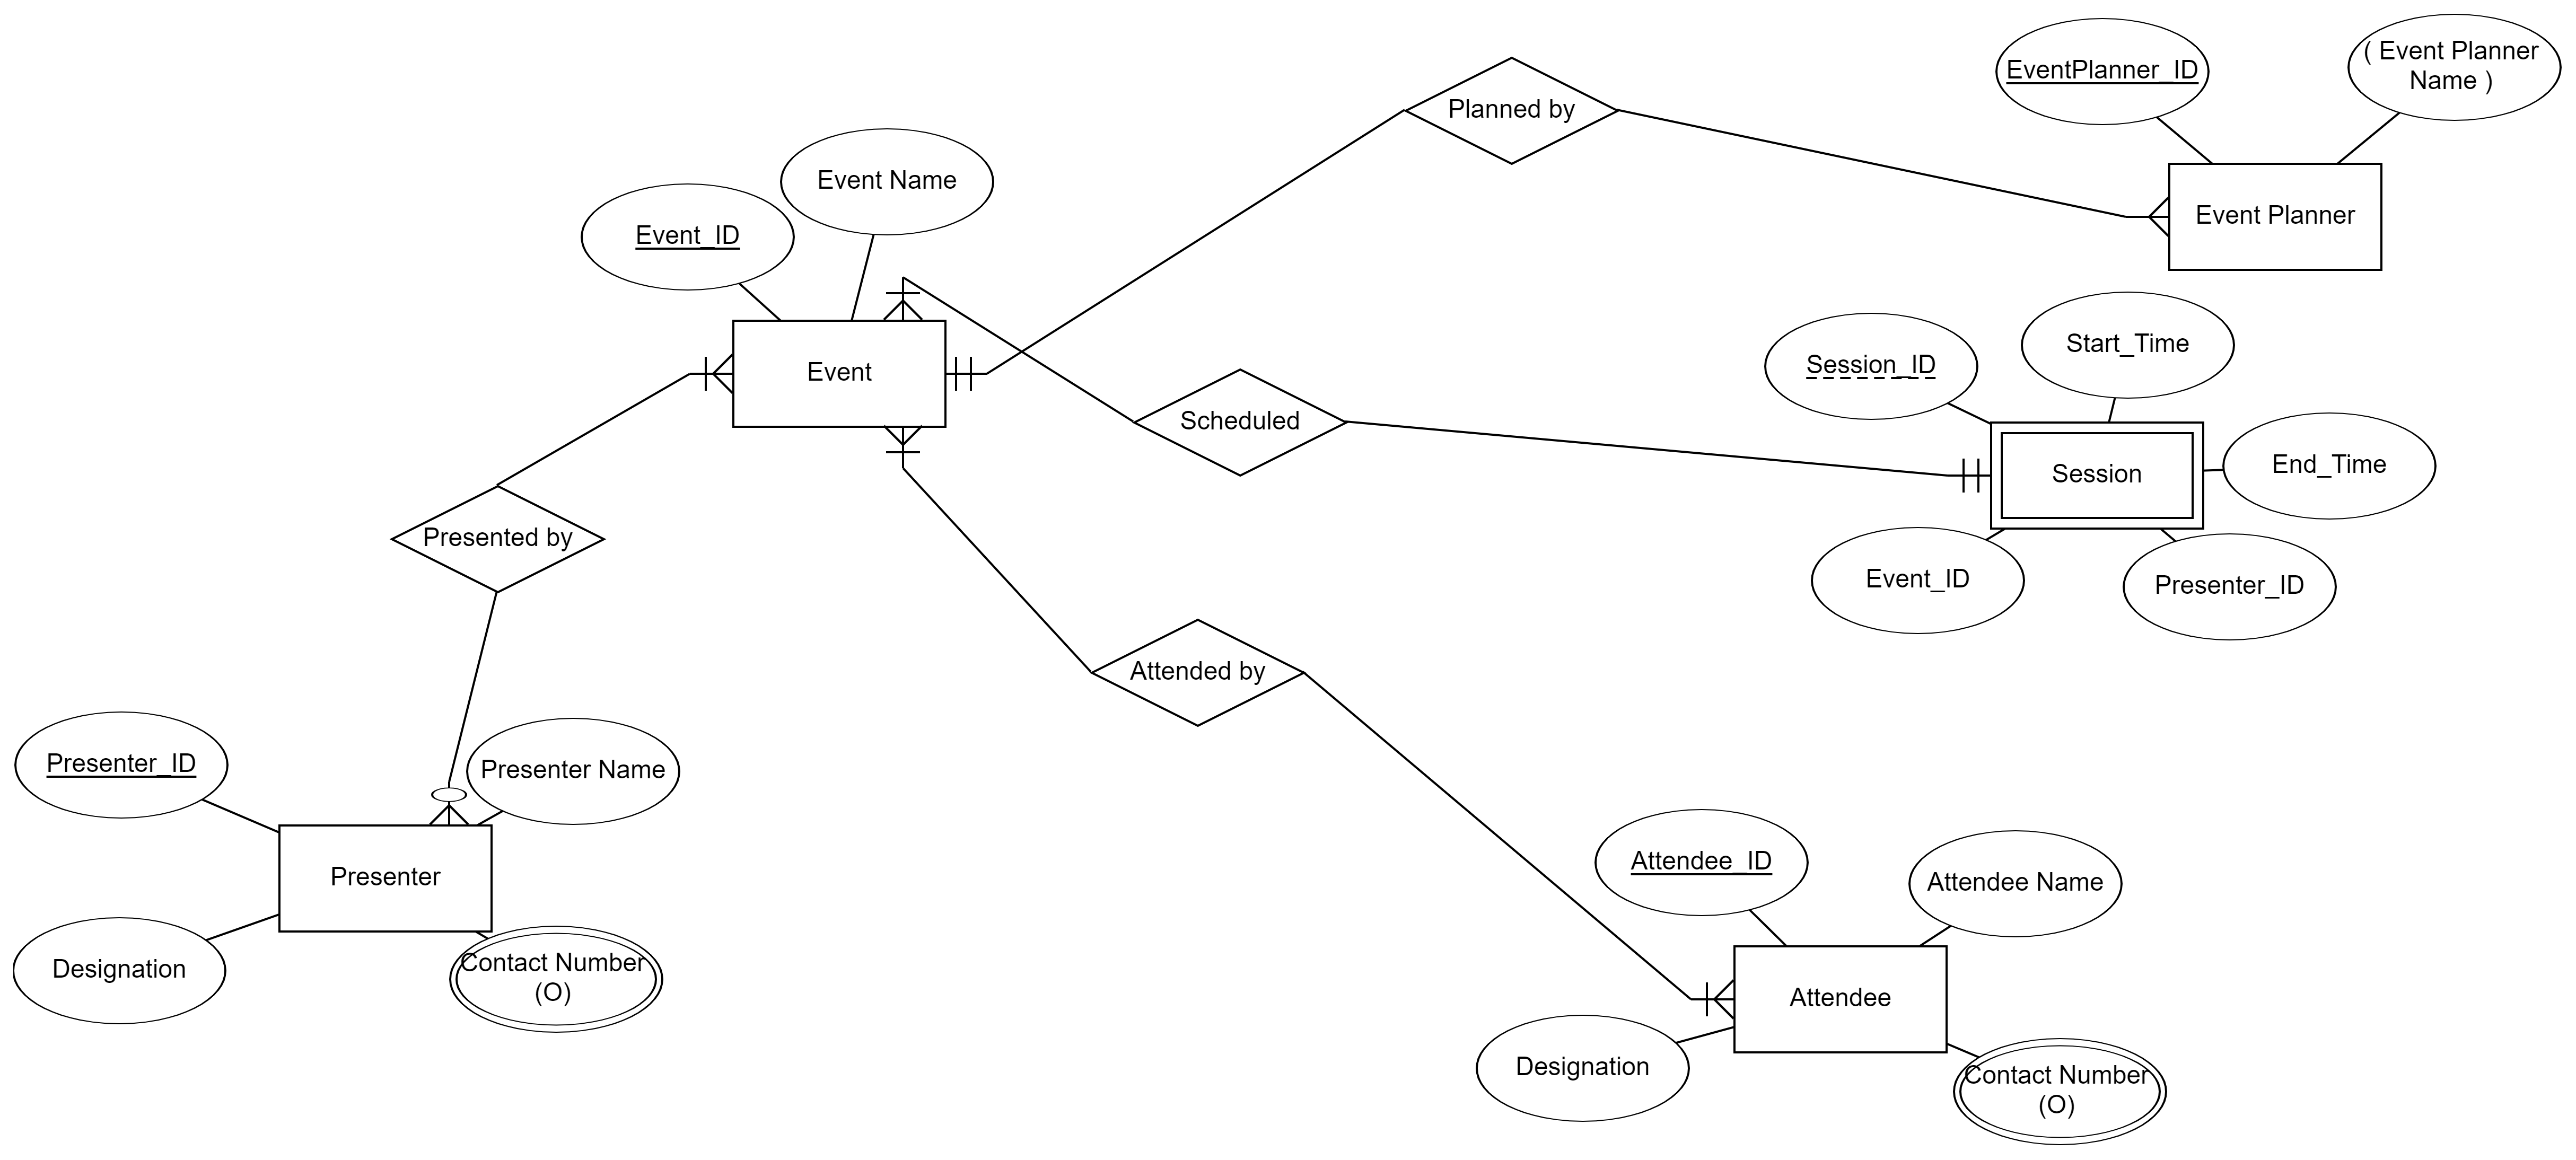 ( Event Planner
Name )
EventPlanner_ID
Planned by
Event Name
Event Planner
Event_ID
Start_Time
Session_ID
Event
Scheduled
End_Time
Session
Presented by
Event_ID
Presenter_ID
Attended by
Presenter_ID
Presenter Name
Attendee_ID
Attendee Name
Presenter
Designation
Contact Number
(O)
Attendee
Designation
Contact Number
(O)